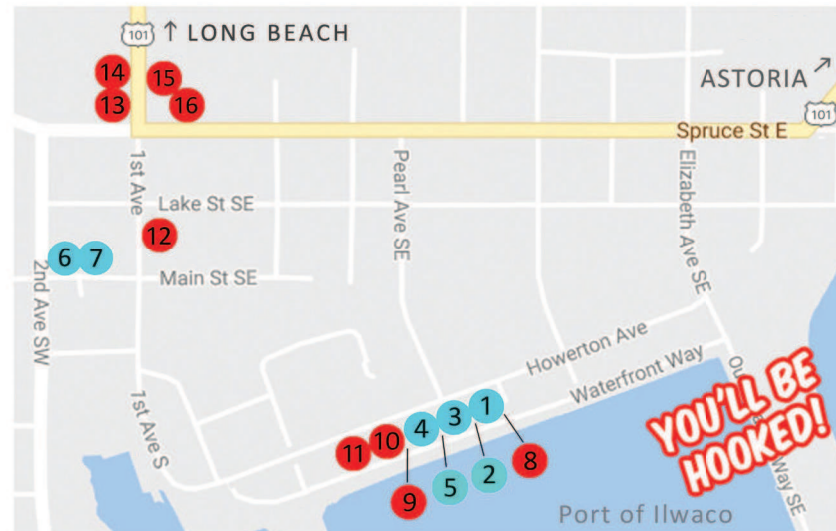 101 ↑ LONG BEACH
ASTORIA ↗
101
14
15
13
16
Spruce St E
1st Ave
Pearl Ave SE
Elizabeth Ave SE
Lake St SE
12
6
7
2nd Ave SW
Main St SE
Howerton Ave
Waterfront Way
1st Ave S
YOU'LL BE
HOOKED!
1
3
4
10
11
8
2
5
9
Way SE
Port of Ilwaco